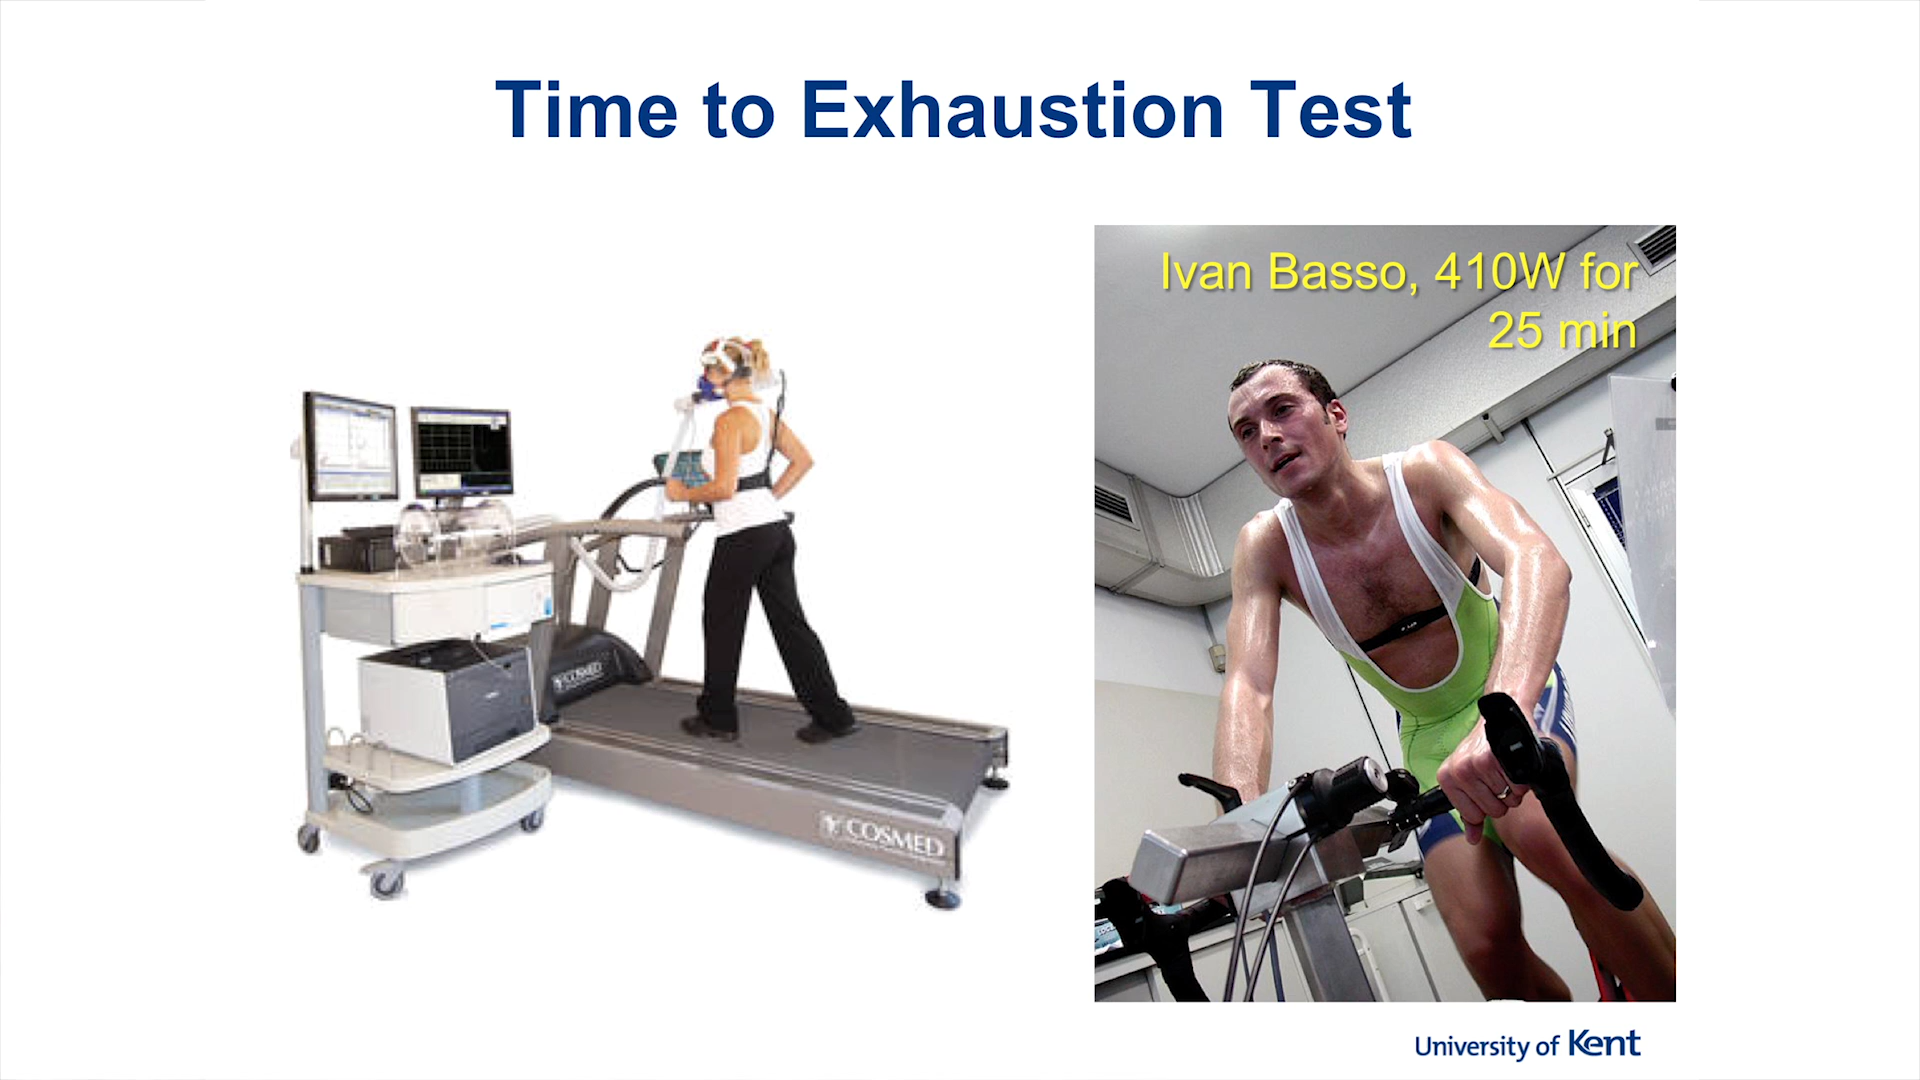 Time to Exhaustion Test
Ivan Basso, 410W for
25 min
COSMED
COSMED
University of Kent